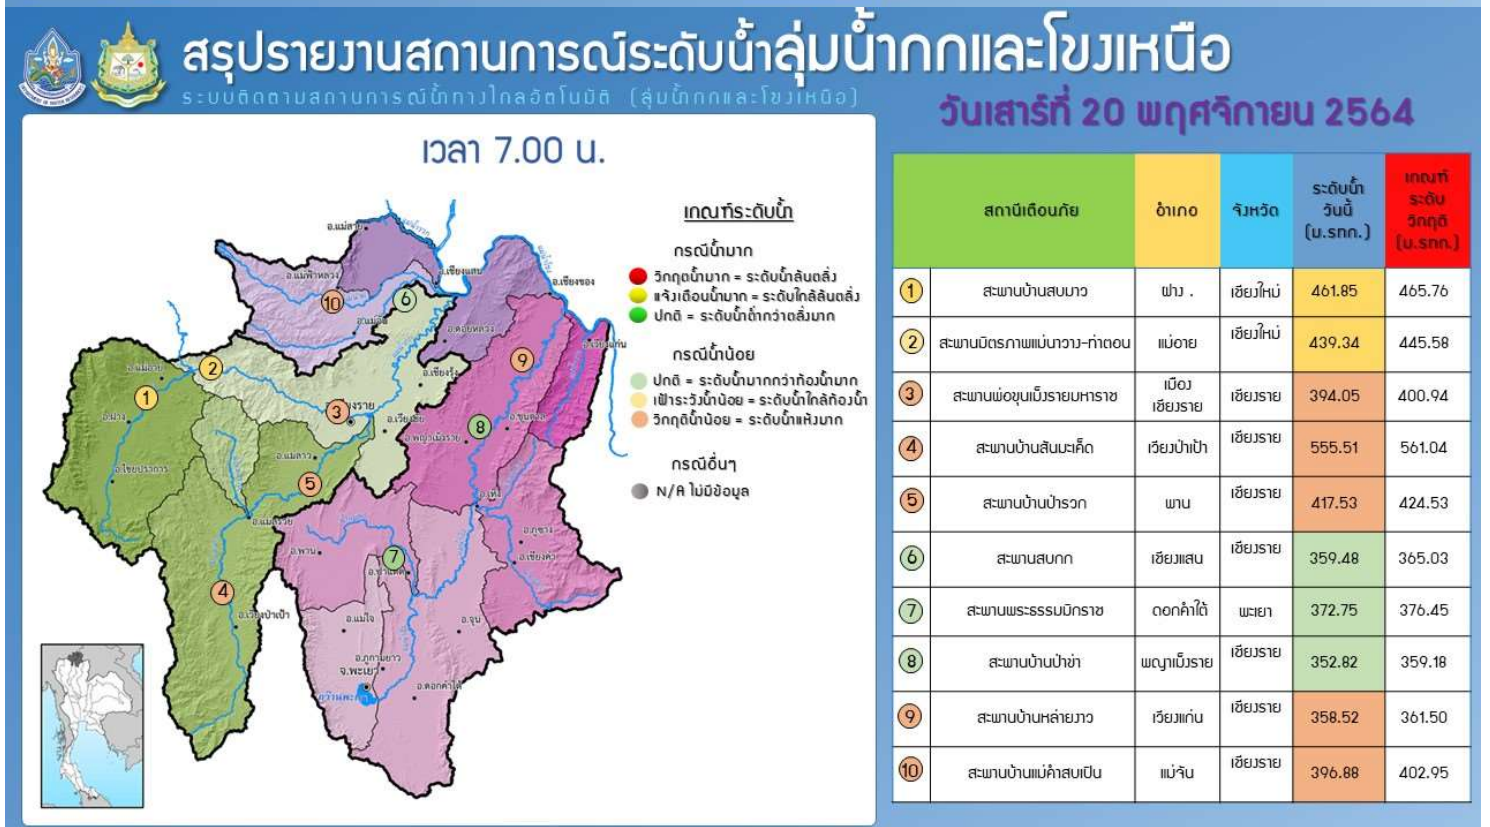 สรุปรายงานสถานการณ์ระดับน้ำลุ่มน้ำกกและโขงเหนือ
ระบบติดตามสถานการณ์น้ำทางไกลอัตโนมัติ (ลุ่มน้ำกกและโขงเหนือ)
วันเสาร์ที่ 20 พฤศจิกายน 2564
เวลา 7.00 น.
เกณฑ์ระดับน้ำ
กรณีน้ำมาก
วิกฤตน้ำมาก = ระดับน้ำล้นตลิ่ง
แจ้งเตือนน้ำมาก = ระดับใกล้ล้นตลิ่ง
ปกติ = ระดับน้ำต่ำกว่าตลิ่งมาก
กรณีน้ำน้อย
ปกติ = ระดับน้ำมากกว่าท้องน้ำมาก
เฝ้าระวังน้ำน้อย = ระดับน้ำใกล้ท้องน้ำ
วิกฤติน้ำน้อย = ระดับน้ำแห้งมาก
กรณีอื่นๆ
N/A ไม่มีข้อมูล
อ.แม่สาย
อ.แม่ฟ้าหลวง
อ.เชียงแสน
อ.เชียงของ
10
6
อ.ดอยหลวง
อ.เวียงแก่น
9
2
อ.แม่อาย
อ.เชียงรุ้ง
1
3
อ.ฝาง
8
อ.ขุนตาล
อ.พญาเม็งราย
อ.แม่ลาว
อ.ไชยปราการ
5
อ.เทิง
อ.แม่สรวย
อ.ภูซาง
อ.พาน
7
อ.เชียงคำ
4
อ.เวียงป่าเป้า
อ.แม่ใจ
อ.จุน
อ.ภูกามยาว
จ.พะเยา
อ.ดอกคำใต้
สถานีเตือนภัย อำเภอ จังหวัด ระดับน้ำวันนี้ (ม.รทก.) เกณฑ์ระดับวิกฤติ (ม.รทก.)
1 สะพานบ้านสบมาว ฝาง . เชียงใหม่ 461.85 465.76
2 สะพานมิตรภาพแม่นาวาง-ท่าตอน แม่อาย เชียงใหม่ 439.34 445.58
3 สะพานพ่อขุนเม็งรายมหาราช เมืองเชียงราย เชียงราย 394.05 400.94
4 สะพานบ้านสันมะเค็ด เวียงป่าเป้า เชียงราย 555.51 561.04
5 สะพานบ้านป่ารวก พาน เชียงราย 417.53 424.53
6 สะพานสบกก เชียงแสน เชียงราย 359.48 365.03
7 สะพานพระธรรมมิกราช ดอกคำใต้ พะเยา 372.75 376.45
8 สะพานบ้านป่าข่า พญาเม็งราย เชียงราย 352.82 359.18
9 สะพานบ้านหล่ายงาว เวียงแก่น เชียงราย 358.52 361.50
10 สะพานบ้านแม่คำสบเปิน แม่จัน เชียงราย 396.88 402.95